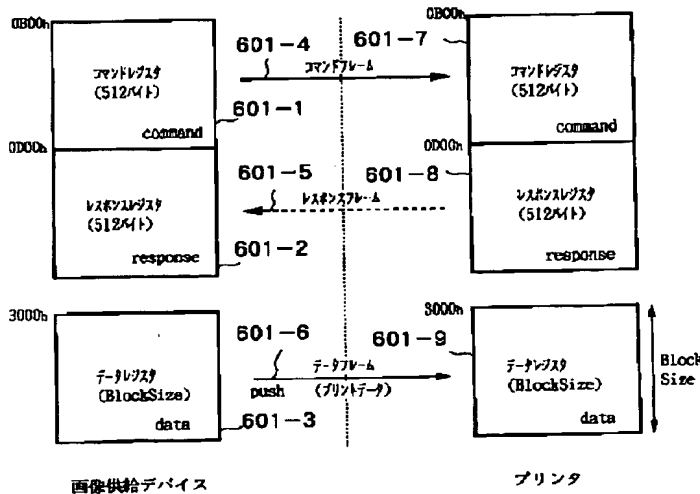 0B00h
コマンドレジスタ
(512バイト)
command
601-1
0D00h
レスポンスレジスタ
(512バイト)
response
601-2
3000h
データレジスタ
(BlockSize)
data
601-3
画像供給デバイス
601-4
コマンドフレーム
601-5
レスポンスフレーム
601-6
データフレーム
push
(プリントデータ)
601-7
0B00h
コマンドレジスタ
(512バイト)
command
0D00h
601-8
レスポンスレジスタ
(512バイト)
response
3000h
601-9
データレジスタ
(BlockSize)
data
Block
Size
プリンタ